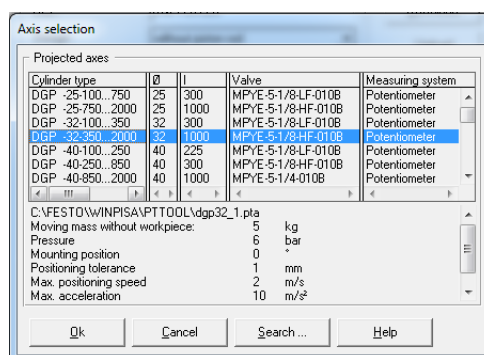 Axis selection
Projected axes
Cylinder type Ø l Valve Measuring system
DGP -25-100...750 25 300 MPYE-5-1/8-LF-010B Potentiometer
DGP -25-750...2000 25 1000 MPYE-5-1/8-HF-010B Potentiometer
DGP -32-100...350 32 300 MPYE-5-1/8-LF-010B Potentiometer
DGP -32-350...2000 32 1000 MPYE-5-1/8-HF-010B Potentiometer
DGP -40-100...250 40 225 MPYE-5-1/8-LF-010B Potentiometer
DGP -40-250...850 40 300 MPYE-5-1/8-HF-010B Potentiometer
DGP -40-850...2000 40 1000 MPYE-5-1/4-010B Potentiometer
C:\FESTO\WINPISA\PTTOOL\dgp32_1.pta
Moving mass without workpiece: 5 kg
Pressure 6 bar
Mounting position 0 °
Positioning tolerance 1 mm
Max. positioning speed 2 m/s
Max. acceleration 10 m/s²
Ok Cancel Search ... Help